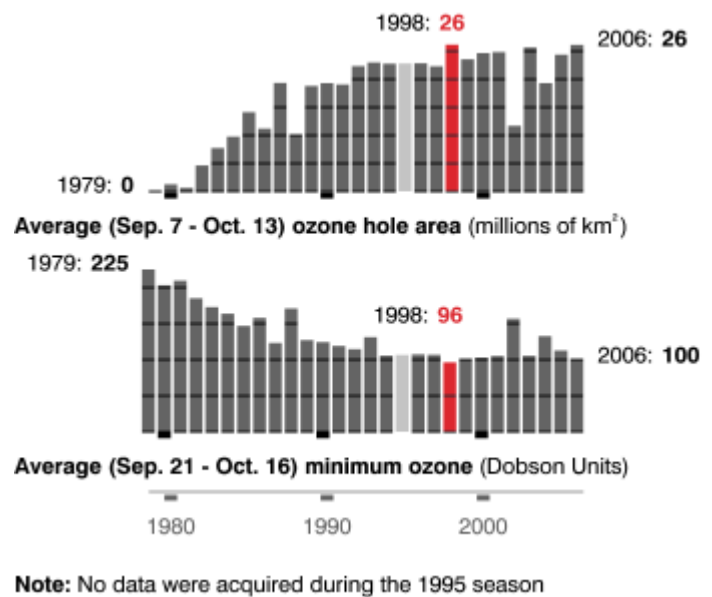 1998: 26
2006: 26
1979: 0
Average (Sep. 7 - Oct. 13) ozone hole area (millions of km²)
1979: 225
1998: 96
2006: 100
Average (Sep. 21 - Oct. 16) minimum ozone (Dobson Units)
1980 1990 2000
Note: No data were acquired during the 1995 season